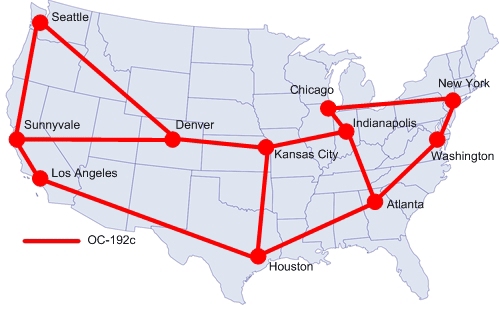 Seattle
New York
Chicago
Sunnyvale
Denver
Indianapolis
Kansas City
Washington
Los Angeles
Atlanta
OC-192c
Houston